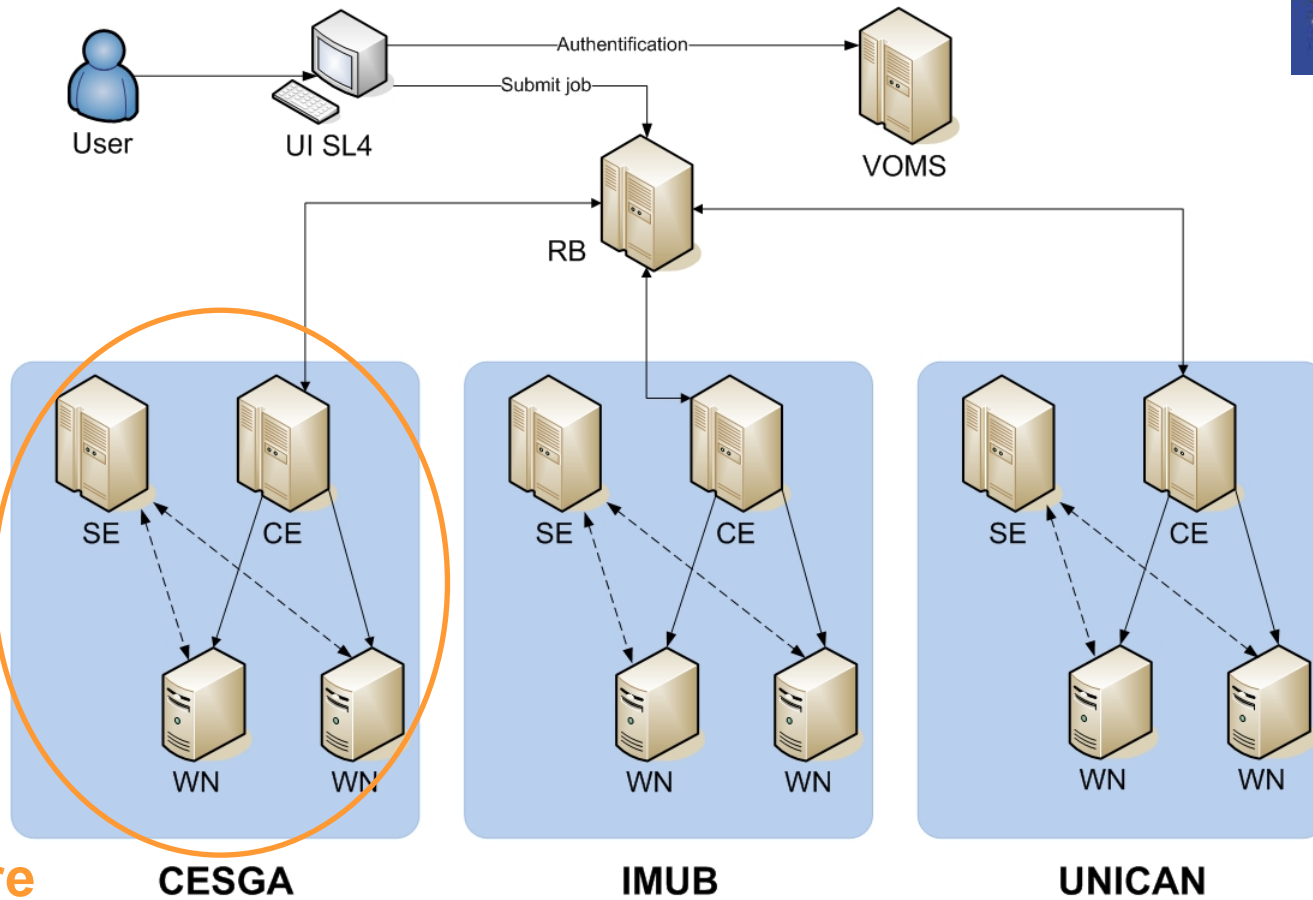 Authentification
Submit job
User
UI SL4
VOMS
RB
SE
CE
SE
CE
SE
CE
WN
WN
WN
WN
WN
WN
CESGA
IMUB
UNICAN